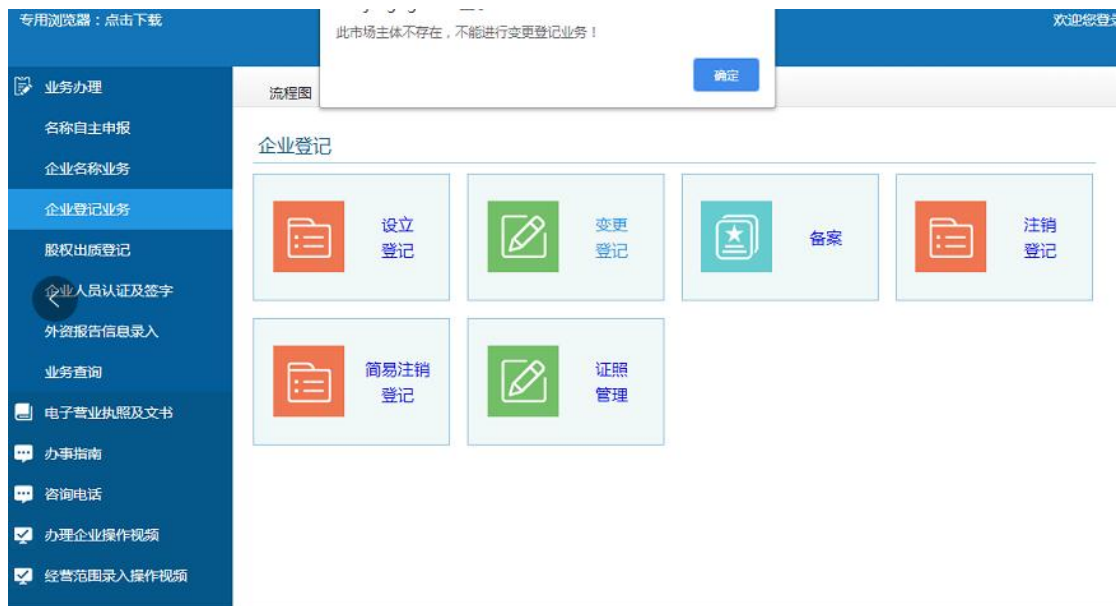 专用浏览器：点击下载
此市场主体不存在，不能进行变更登记业务！
确定
欢迎您登录
业务办理
名称自主申报
企业名称业务
企业登记业务
股权出质登记
企业人员认证及签字
外资报告信息录入
业务查询
电子营业执照及文书
办事指南
咨询电话
办理企业操作视频
经营范围录入操作视频
流程图
企业登记
设立
登记
变更
登记
备案
注销
登记
简易注销
登记
证照
管理